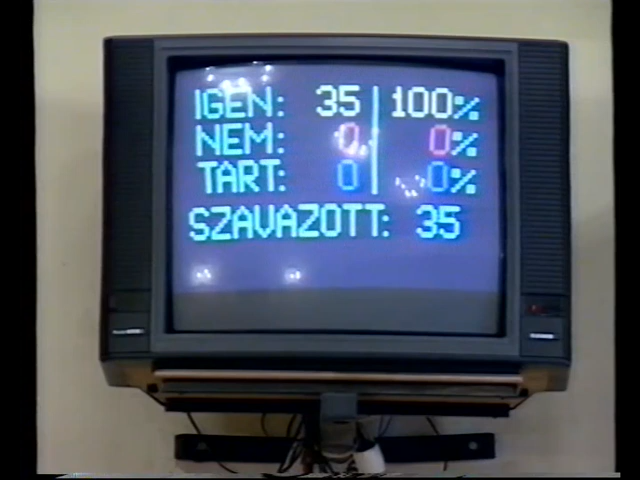 IGEN: 35 | 100%
NEM: 0 | 0%
TART: 0 | 0%
SZAVAZOTT: 35